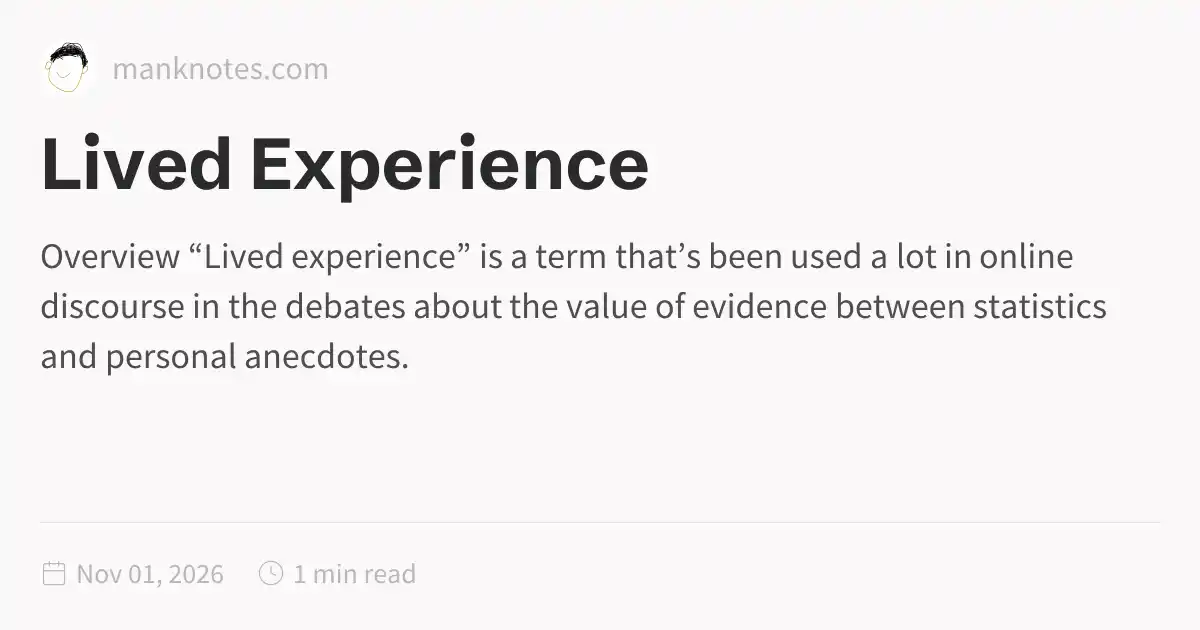 manknotes.com
Lived Experience
Overview “Lived experience” is a term that’s been used a lot in online
discourse in the debates about the value of evidence between statistics
and personal anecdotes.
Nov 01, 2026
1 min read